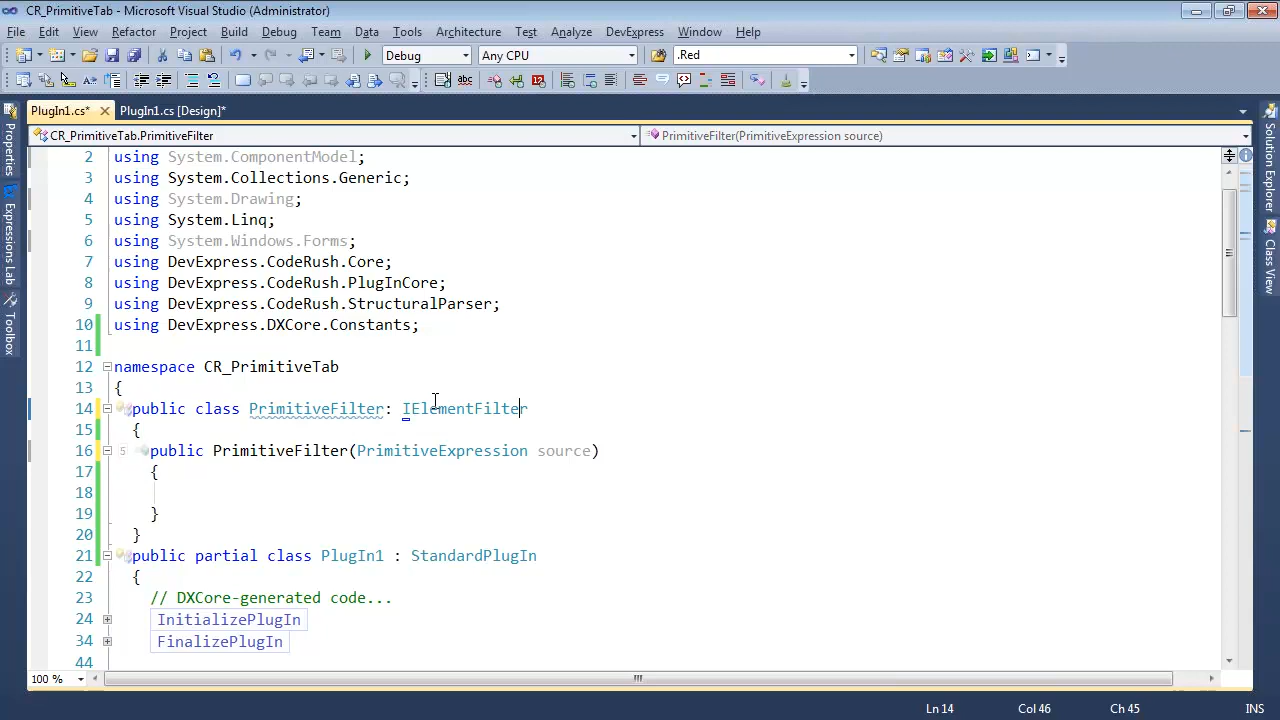 CR_PrimitiveTab - Microsoft Visual Studio (Administrator)
File Edit View Refactor Project Build Debug Team Data Tools Architecture Test Analyze DevExpress Window Help
Debug Any CPU .Red
PlugIn1.cs* PlugIn1.cs [Design]*
CR_PrimitiveTab.PrimitiveFilter PrimitiveFilter(PrimitiveExpression source)
Properties
Expressions Lab
Toolbox
Solution Explorer
Class View
2 using System.ComponentModel;
3 using System.Collections.Generic;
4 using System.Drawing;
5 using System.Linq;
6 using System.Windows.Forms;
7 using DevExpress.CodeRush.Core;
8 using DevExpress.CodeRush.PlugInCore;
9 using DevExpress.CodeRush.StructuralParser;
10 using DevExpress.DXCore.Constants;
11
12 namespace CR_PrimitiveTab
13 {
14 public class PrimitiveFilter: IElementFilter
15 {
16 5 public PrimitiveFilter(PrimitiveExpression source)
17 {
18
19 }
20 }
21 public partial class PlugIn1 : StandardPlugIn
22 {
23 // DXCore-generated code...
24 InitializePlugIn
34 FinalizePlugIn
44
100 %
Ln 14 Col 46 Ch 45 INS